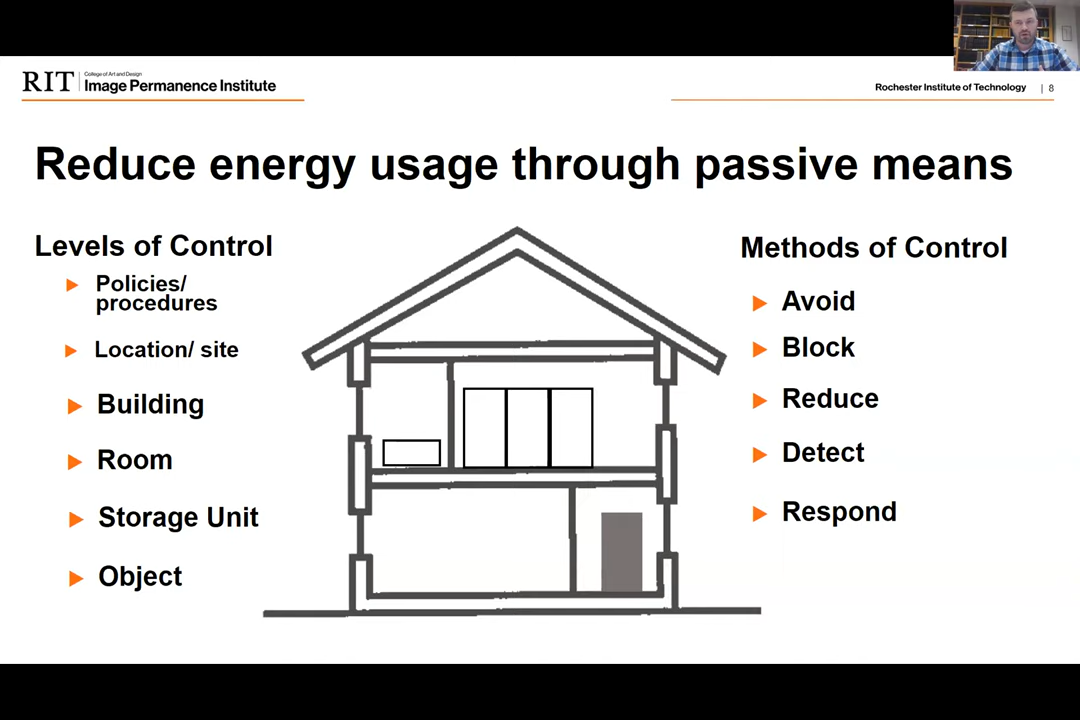 RIT
College of Art and Design
Image Permanence Institute
Rochester Institute of Technology | 8
Reduce energy usage through passive means
Levels of Control
Policies/
procedures
Location/ site
Building
Room
Storage Unit
Object
Methods of Control
Avoid
Block
Reduce
Detect
Respond